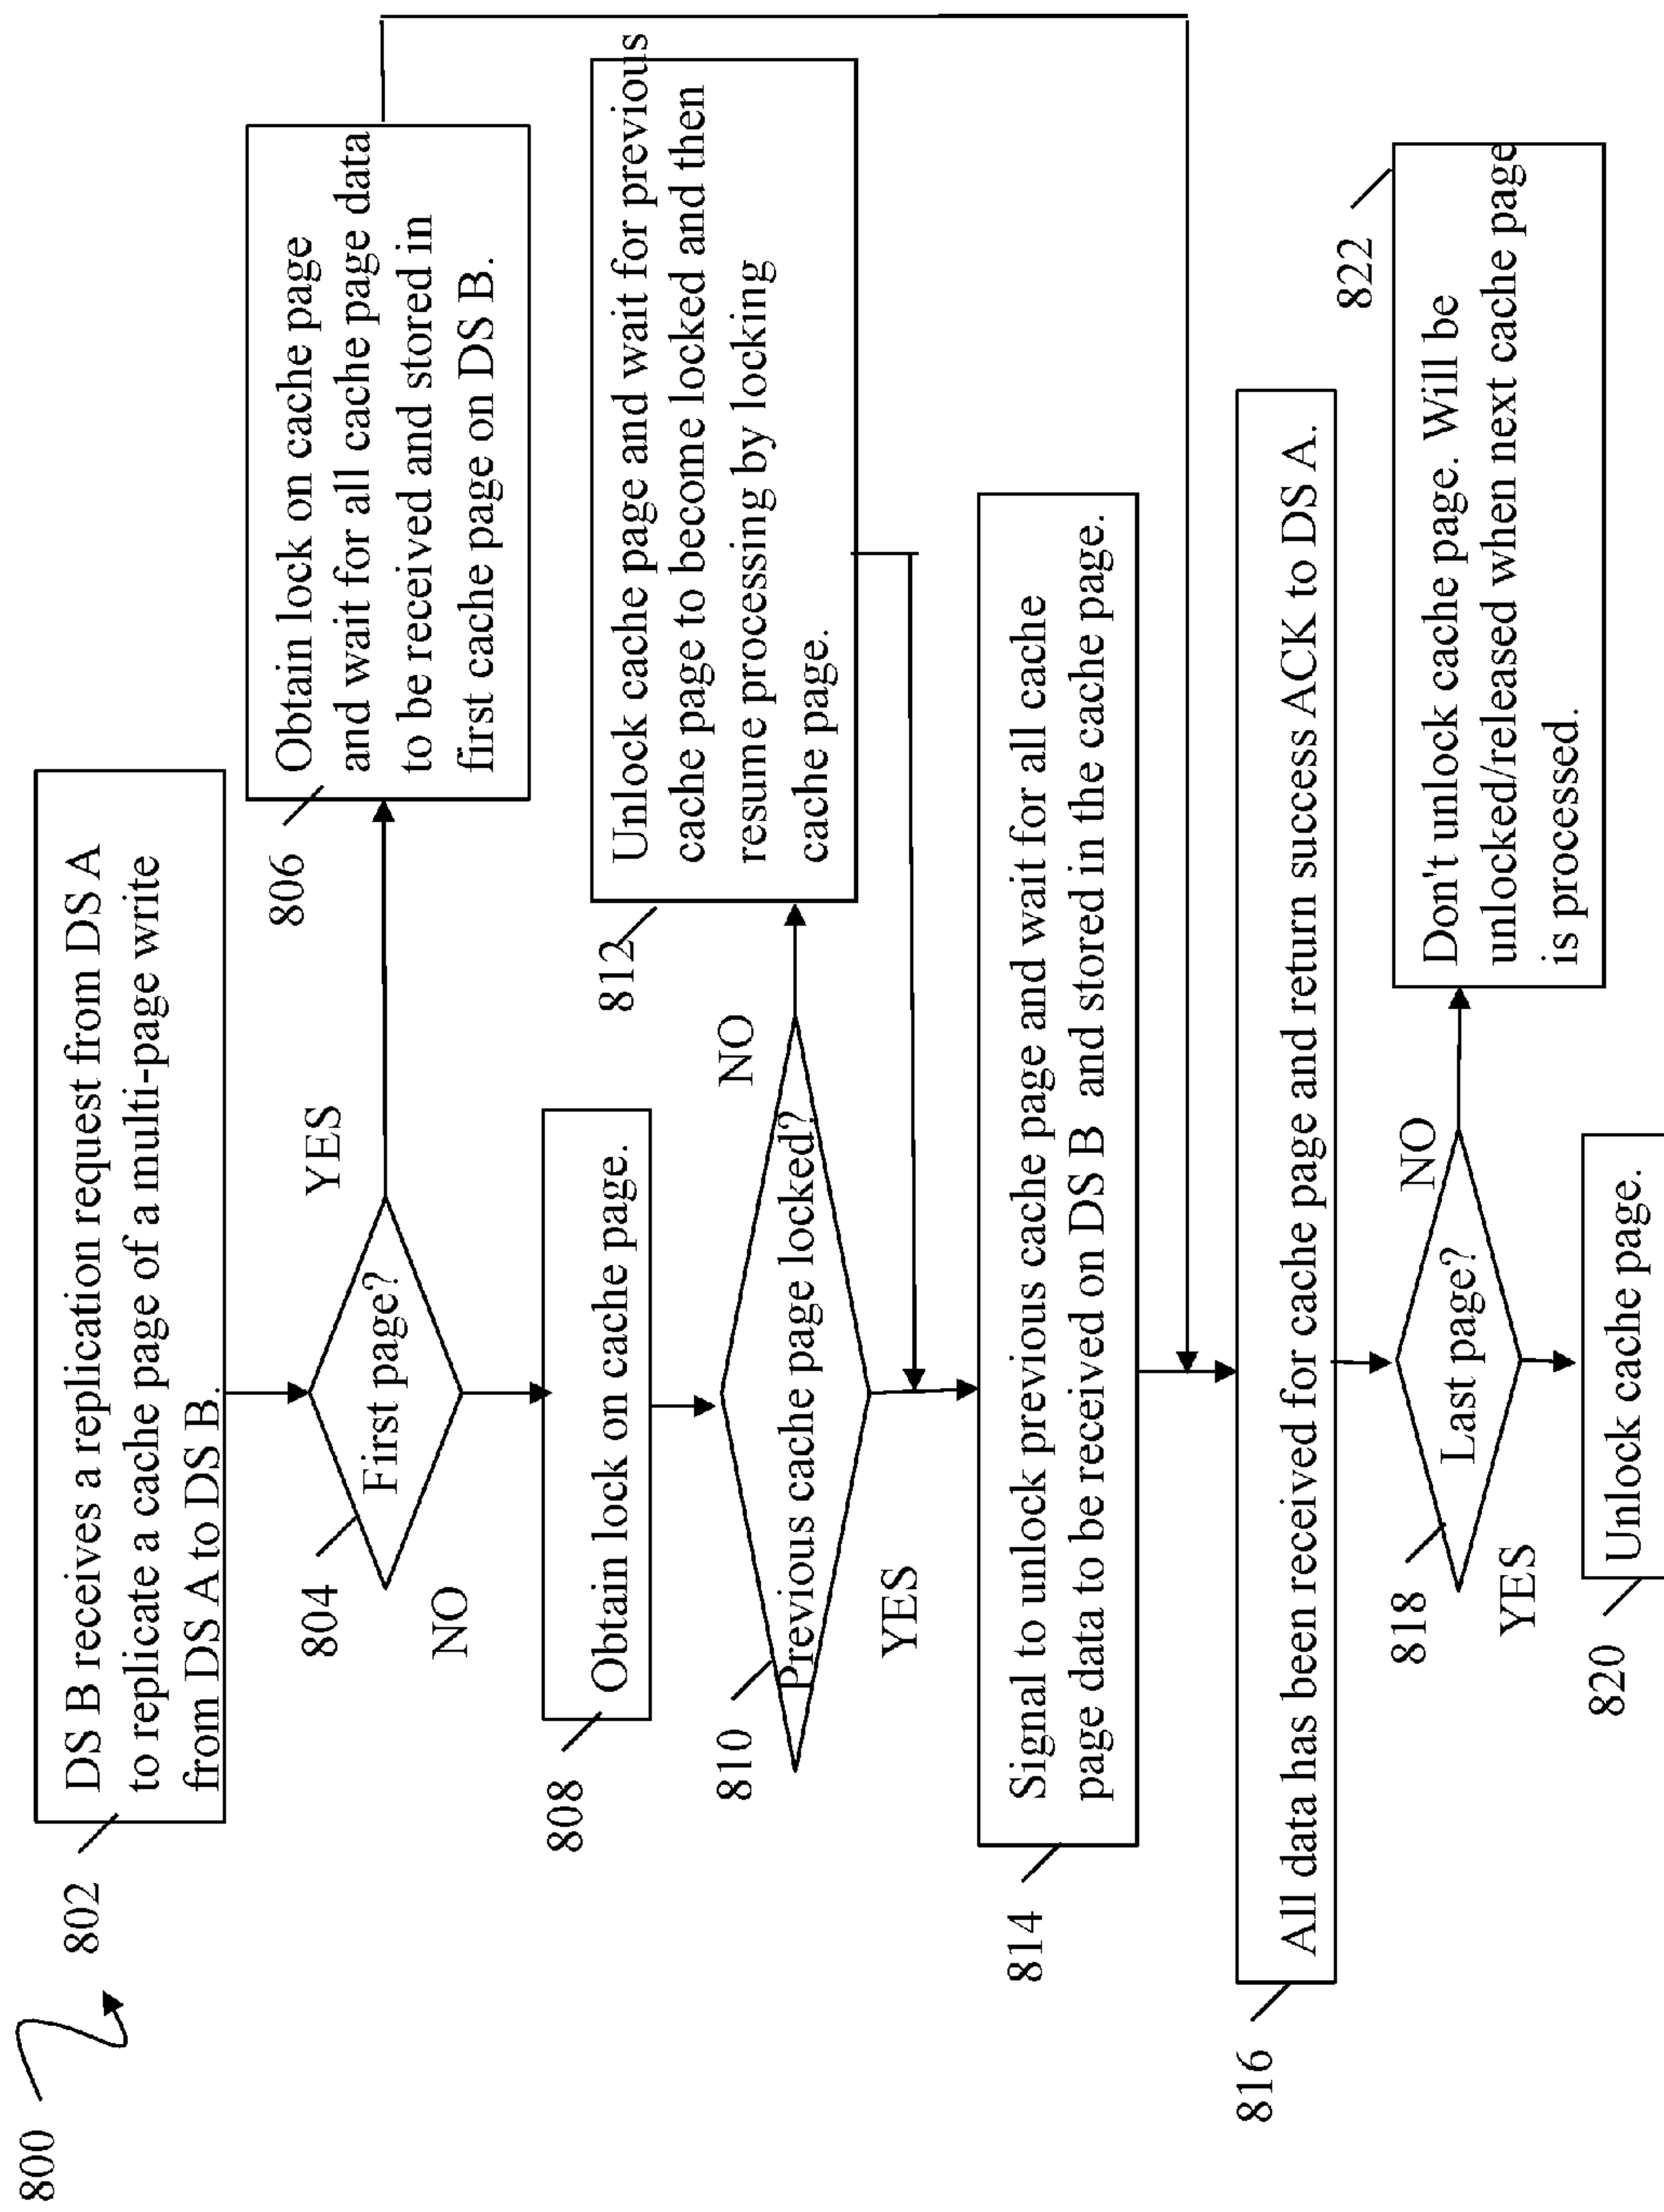 800
802
DS B receives a replication request from DS A
to replicate a cache page of a multi-page write
from DS A to DS B.
804
First page?
YES
NO
806
Obtain lock on cache page
and wait for all cache page data
to be received and stored in
first cache page on DS B.
808
Obtain lock on cache page.
810
Previous cache page locked?
NO
YES
812
Unlock cache page and wait for previous
cache page to become locked and then
resume processing by locking
cache page.
814
Signal to unlock previous cache page and wait for all cache
page data to be received on DS B and stored in the cache page.
816
All data has been received for cache page and return success ACK to DS A.
818
Last page?
NO
YES
822
Don't unlock cache page. Will be
unlocked/released when next cache page
is processed.
820
Unlock cache page.